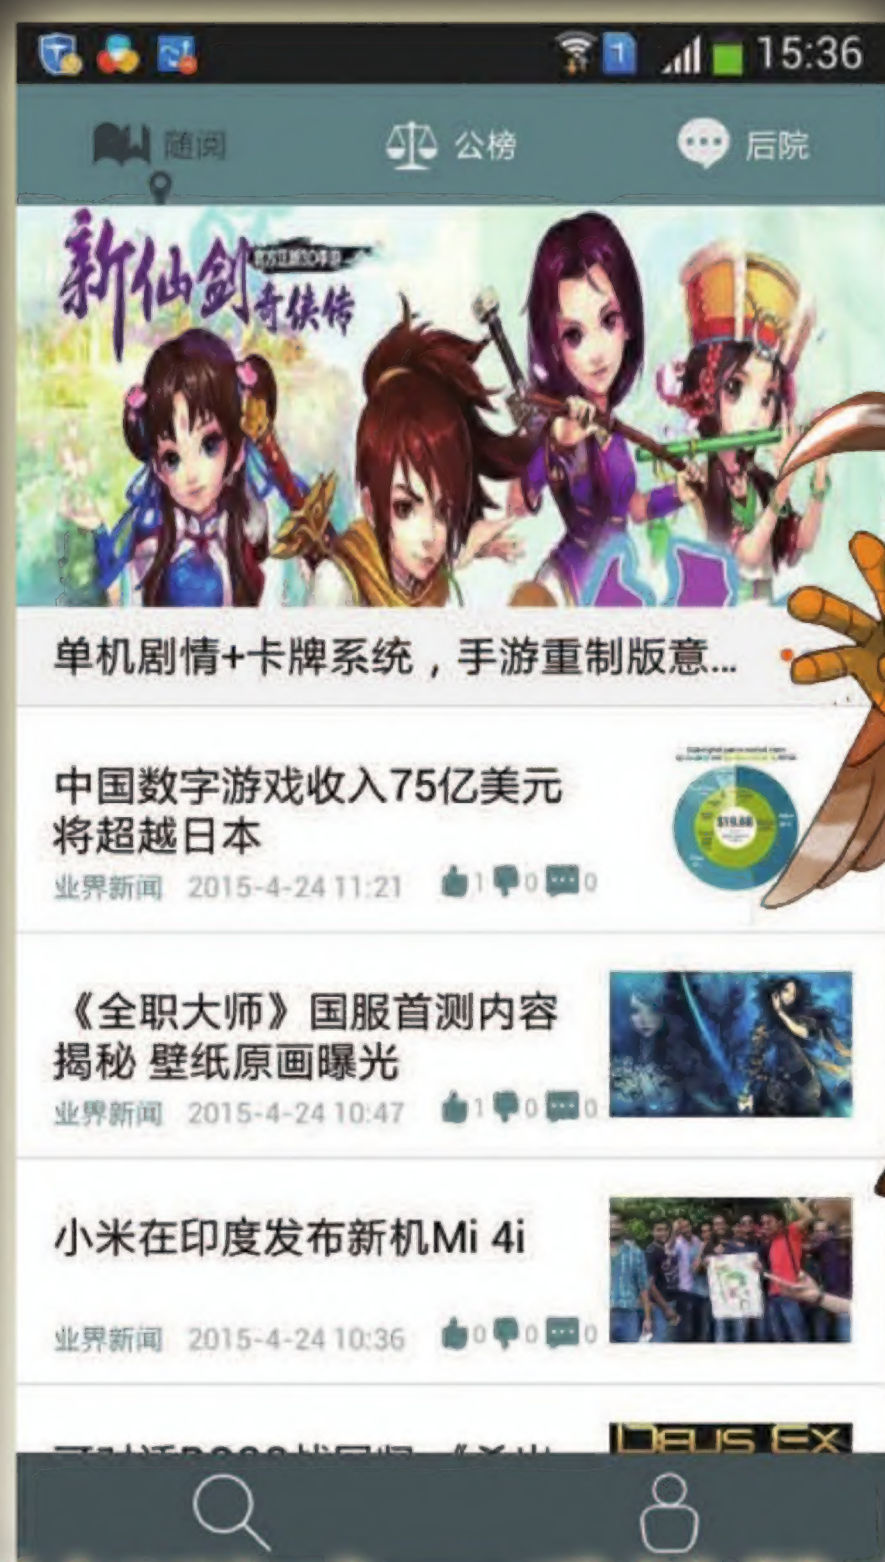 15:36
随阅 公榜 后院
新仙剑
奇侠传
单机剧情+卡牌系统，手游重制版意...
中国数字游戏收入75亿美元
将超越日本
业界新闻 2015-4-24 11:21 1 0 0
《全职大师》国服首测内容
揭秘 壁纸原画曝光
业界新闻 2015-4-24 10:47 1 0 0
小米在印度发布新机Mi 4i
业界新闻 2015-4-24 10:36 0 0 0
DEUS EX